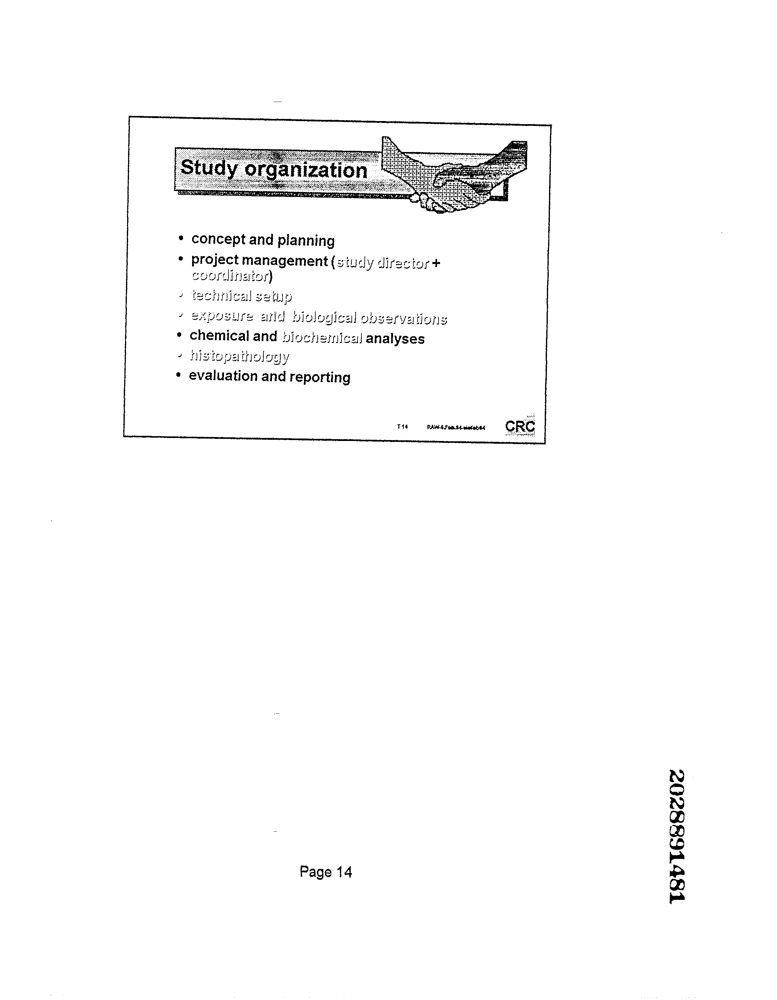 Study organization
• concept and planning
• project management (study director +
coordinator)
• technical setup
• exposure and biological observations
• chemical and biochemical analyses
• histopathology
• evaluation and reporting
T 14
CRC
Page 14
2028891481